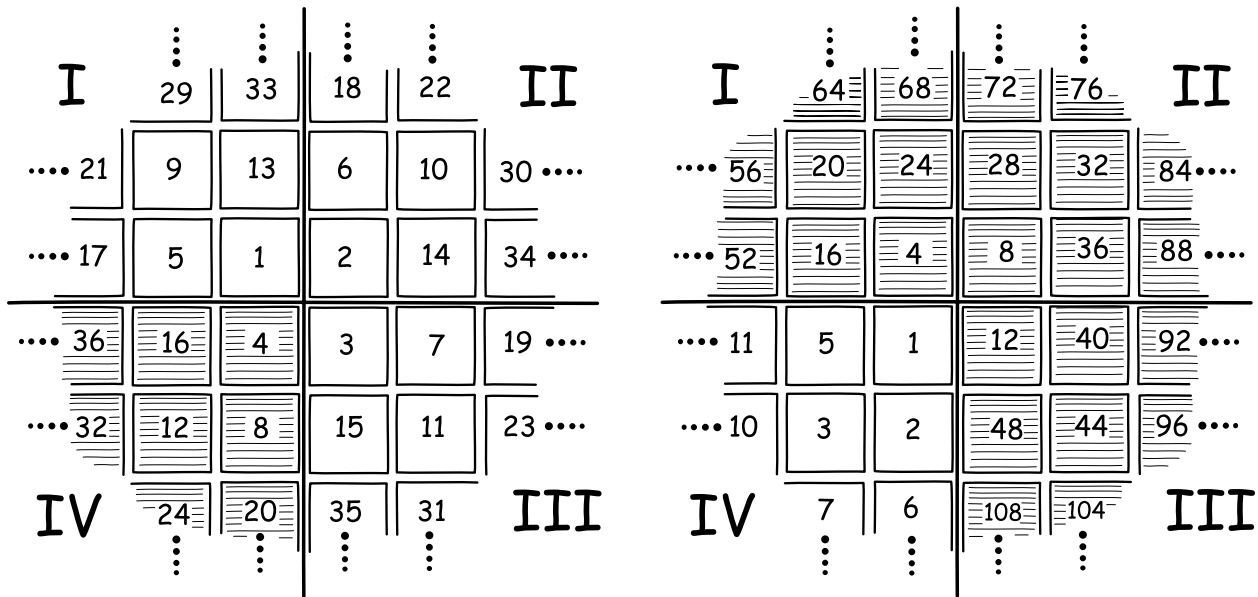 29 33 18 22
I II
21 9 13 6 10 30
17 5 1 2 14 34
36 16 4 3 7 19
32 12 8 15 11 23
IV III
24 20 35 31
64 68 72 76
I II
56 20 24 28 32 84
52 16 4 8 36 88
11 5 1 12 40 92
10 3 2 48 44 96
IV III
7 6 108 104